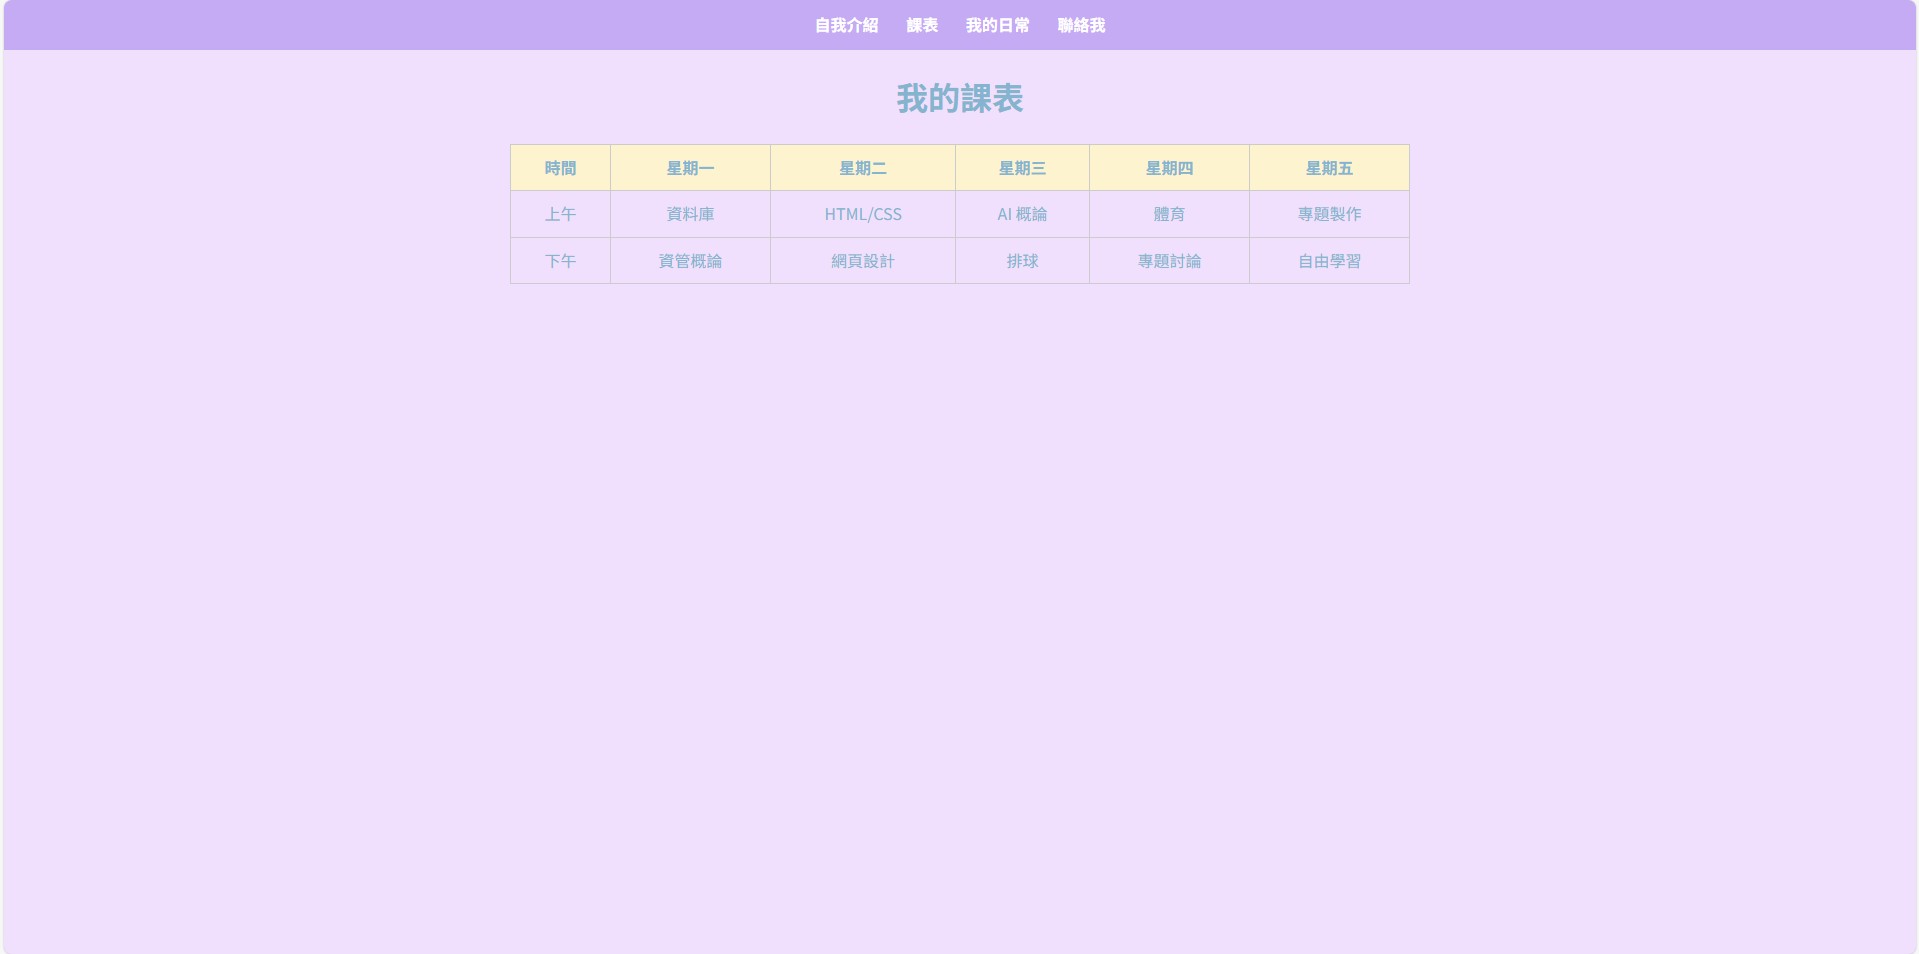 自我介紹 課表 我的日常 聯絡我
我的課表
時間 星期一 星期二 星期三 星期四 星期五
上午 資料庫 HTML/CSS AI 概論 體育 專題製作
下午 資管概論 網頁設計 排球 專題討論 自由學習